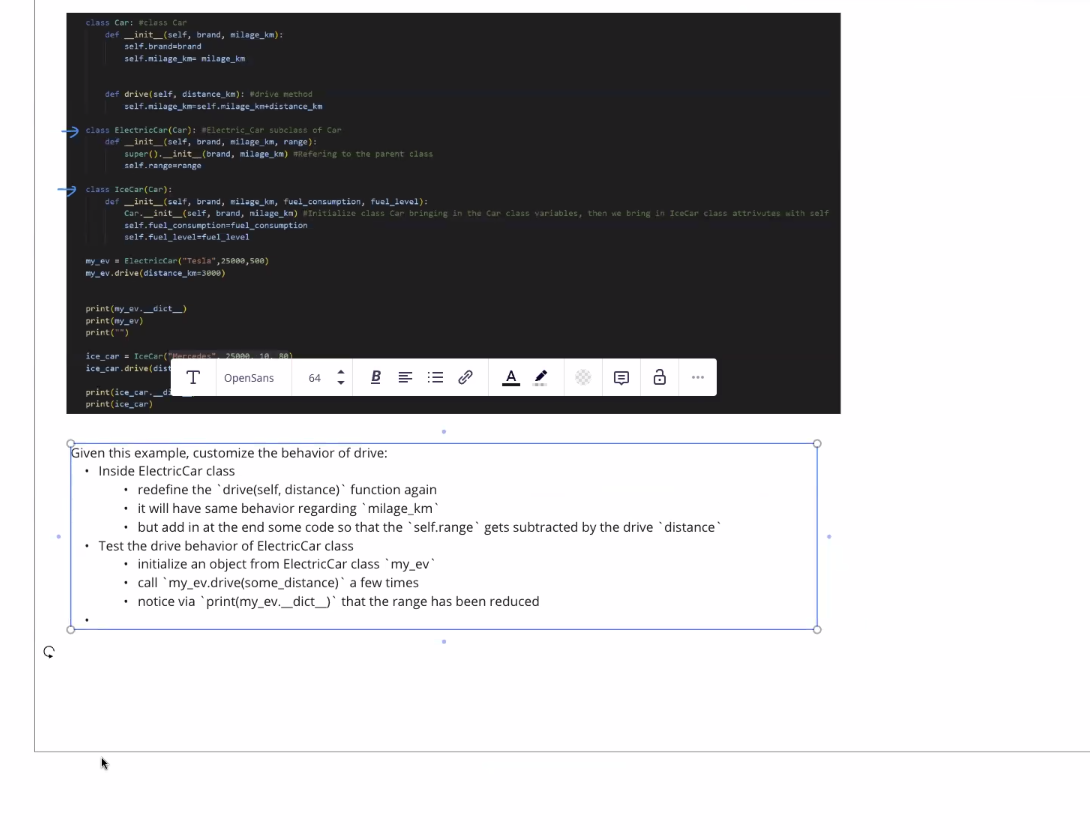 class Car: #class Car
def __init__(self, brand, milage_km):
self.brand=brand
self.milage_km= milage_km
def drive(self, distance_km): #drive method
self.milage_km=self.milage_km+distance_km
class ElectricCar(Car): #Electric_Car subclass of Car
def __init__(self, brand, milage_km, range):
super().__init__(brand, milage_km) #Refering to the parent class
self.range=range
class IceCar(Car):
def __init__(self, brand, milage_km, fuel_consumption, fuel_level):
Car.__init__(self, brand, milage_km) #Initialize class Car bringing in the Car class variables, then we bring in IceCar class attrivutes with self
self.fuel_consumption=fuel_consumption
self.fuel_level=fuel_level
my_ev = ElectricCar("Tesla",25000,500)
my_ev.drive(distance_km=3000)
print(my_ev.__dict__)
print(my_ev)
print("")
ice_car = IceCar("Mercedes", 25000, 10, 80)
ice_car.drive(dist
print(ice_car.__di
print(ice_car)
T OpenSans 64 B A
Given this example, customize the behavior of drive:
• Inside ElectricCar class
• redefine the `drive(self, distance)` function again
• it will have same behavior regarding `milage_km`
• but add in at the end some code so that the `self.range` gets subtracted by the drive `distance`
• Test the drive behavior of ElectricCar class
• initialize an object from ElectricCar class `my_ev`
• call `my_ev.drive(some_distance)` a few times
• notice via `print(my_ev.__dict__)` that the range has been reduced
•